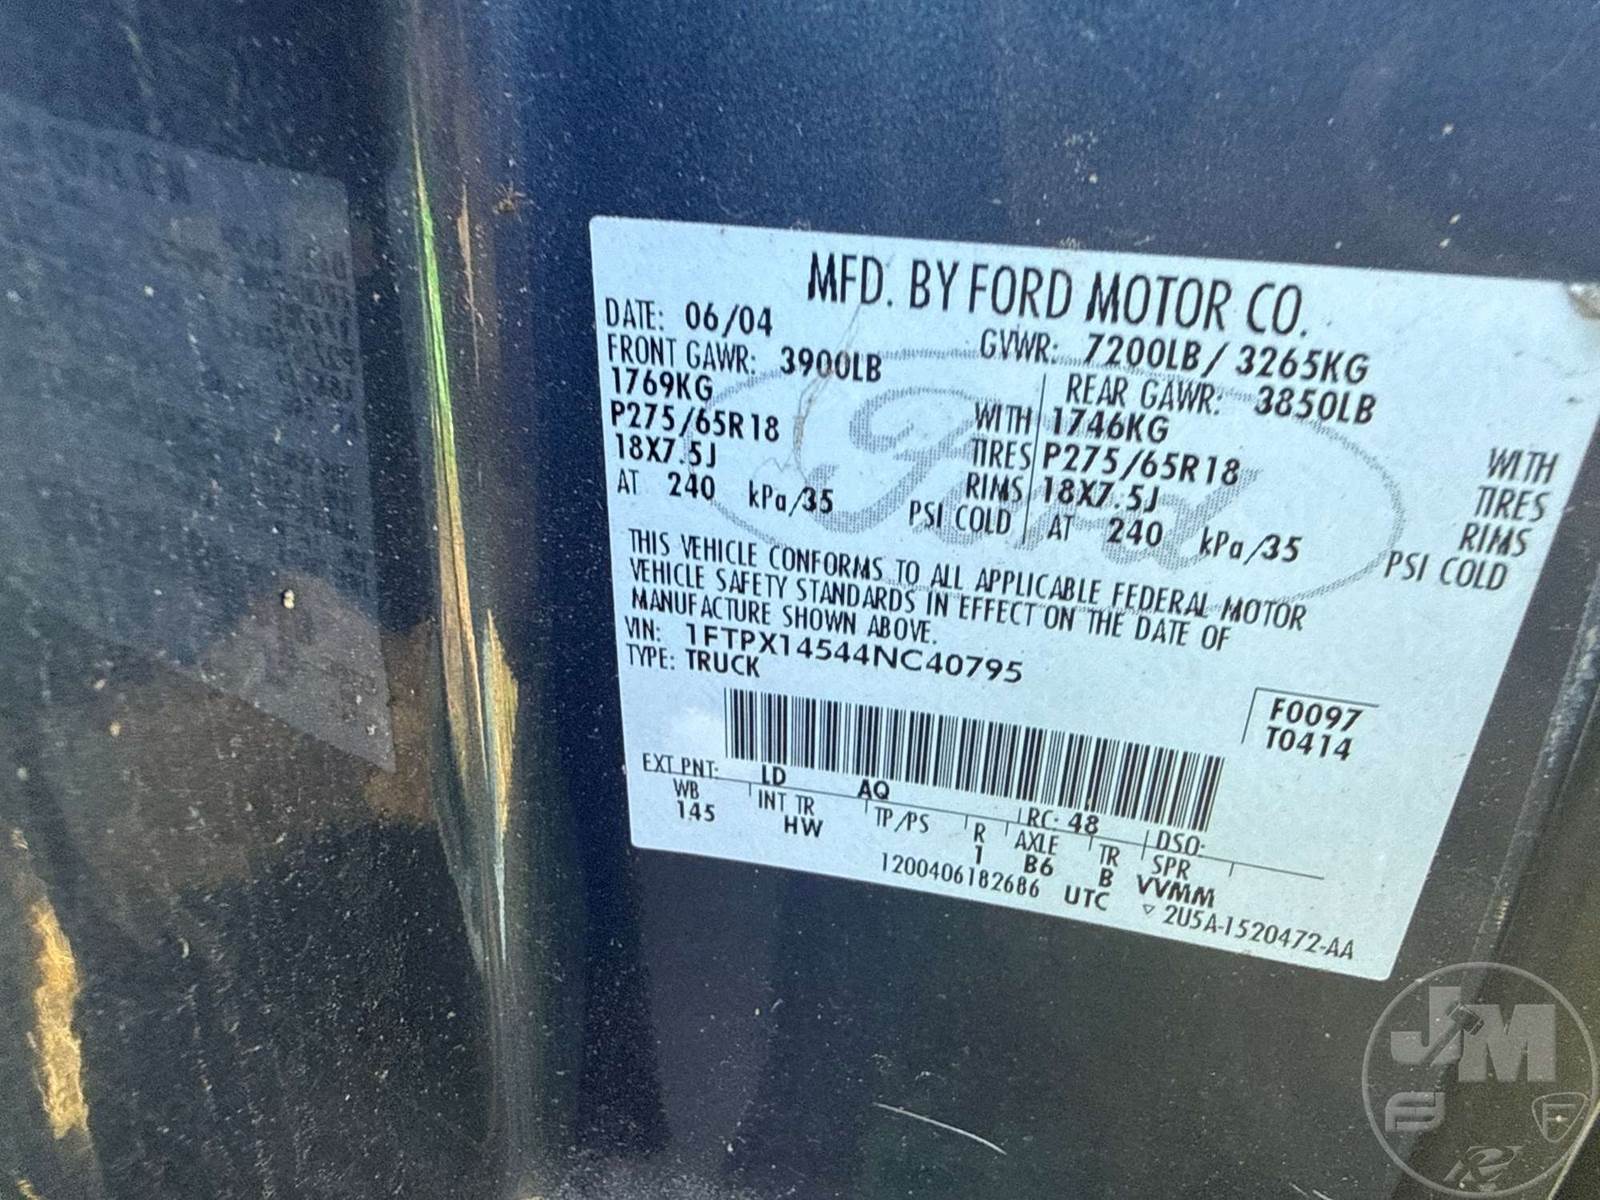 MFD. BY FORD MOTOR CO.
DATE: 06/04 GVWR: 7200LB / 3265KG
FRONT GAWR: 3900LB REAR GAWR: 3850LB
1769KG WITH 1746KG WITH
P275/65R18 TIRES P275/65R18 TIRES
18X7.5J RIMS 18X7.5J RIMS
AT 240 kPa/35 PSI COLD AT 240 kPa/35 PSI COLD
THIS VEHICLE CONFORMS TO ALL APPLICABLE FEDERAL MOTOR
VEHICLE SAFETY STANDARDS IN EFFECT ON THE DATE OF
MANUFACTURE SHOWN ABOVE.
VIN: 1FTPX14544NC40795
TYPE: TRUCK
F0097
T0414
EXT PNT: LD AQ RC: 48 DSO:
WB INT TR TP/PS R AXLE TR SPR
145 HW 1 B6 B VVMM
1200406182686 UTC ▽ 2U5A-1520472-AA
Ford
JM